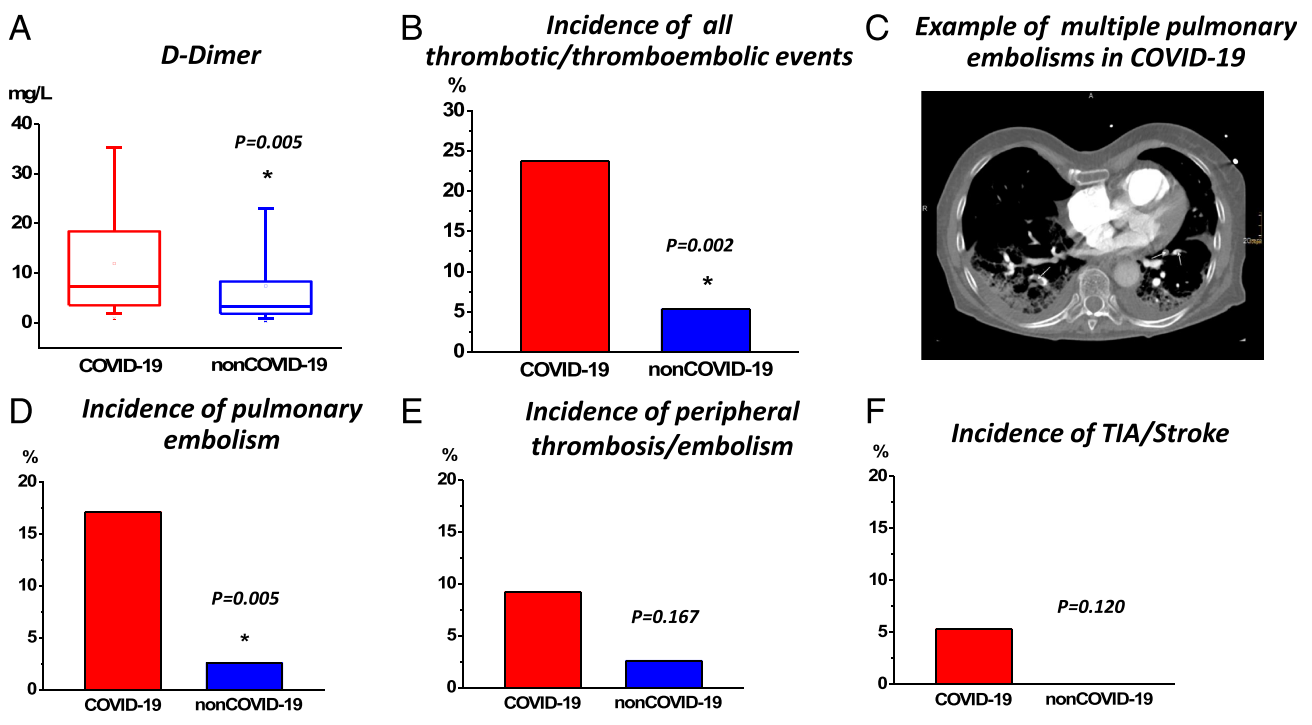 A
D-Dimer
mg/L
40
30
20
10
0
P=0.005
*
COVID-19
nonCOVID-19
B
Incidence of all
thrombotic/thromboembolic events
%
30
25
20
15
10
5
0
P=0.002
*
COVID-19
nonCOVID-19
C
Example of multiple pulmonary
embolisms in COVID-19
A
R
D
Incidence of pulmonary
embolism
%
20
15
10
5
0
P=0.005
*
COVID-19
nonCOVID-19
E
Incidence of peripheral
thrombosis/embolism
%
20
15
10
5
0
P=0.167
COVID-19
nonCOVID-19
F
Incidence of TIA/Stroke
%
20
15
10
5
0
P=0.120
COVID-19
nonCOVID-19